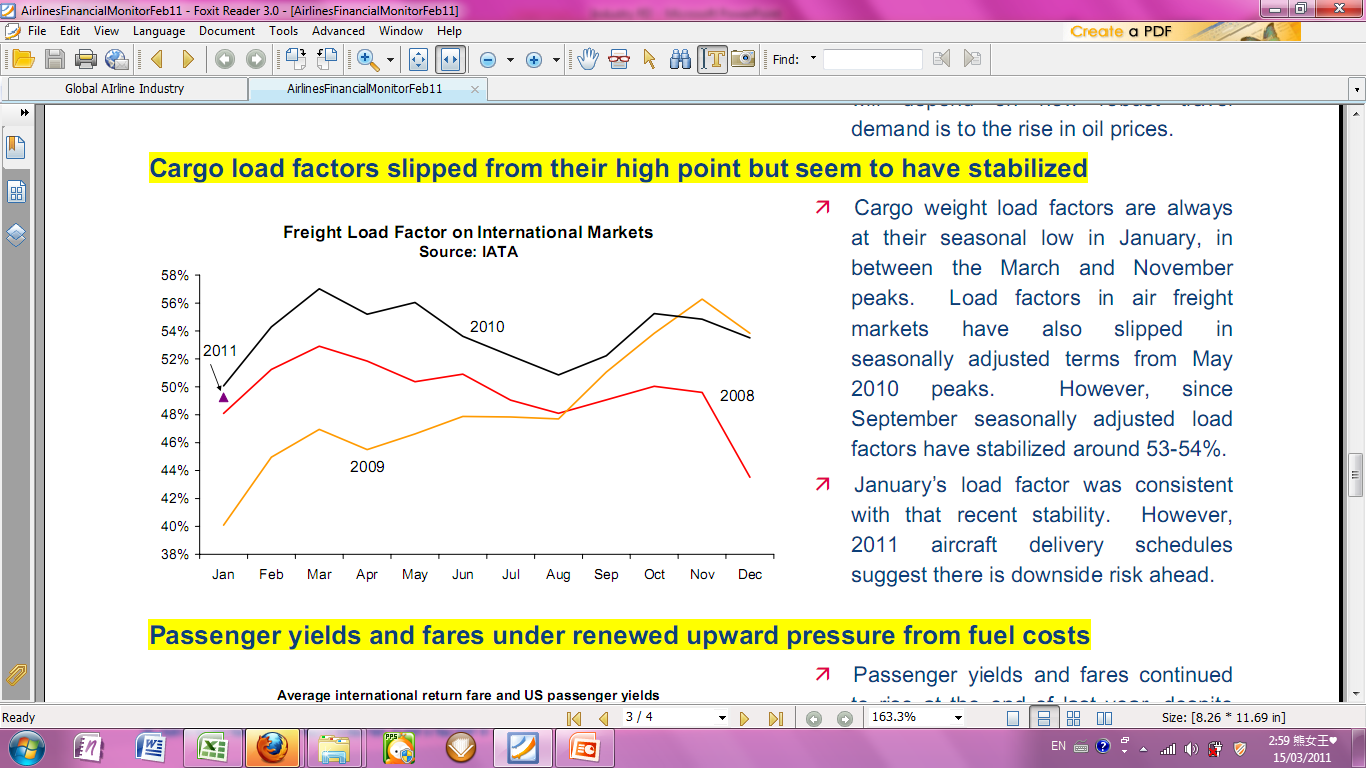 AirlinesFinancialMonitorFeb11 - Foxit Reader 3.0 - [AirlinesFinancialMonitorFeb11]
File Edit View Language Document Tools Advanced Window Help
Create a PDF
Find:
Global AIrline Industry
AirlinesFinancialMonitorFeb11
demand is to the rise in oil prices.
Cargo load factors slipped from their high point but seem to have stabilized
Freight Load Factor on International Markets
Source: IATA
58%
56%
54%
52%
50%
48%
46%
44%
42%
40%
38%
2011
2010
2008
2009
Jan Feb Mar Apr May Jun Jul Aug Sep Oct Nov Dec
Cargo weight load factors are always
at their seasonal low in January, in
between the March and November
peaks. Load factors in air freight
markets have also slipped in
seasonally adjusted terms from May
2010 peaks. However, since
September seasonally adjusted load
factors have stabilized around 53-54%.
January's load factor was consistent
with that recent stability. However,
2011 aircraft delivery schedules
suggest there is downside risk ahead.
Passenger yields and fares under renewed upward pressure from fuel costs
Average international return fare and US passenger yields
Passenger yields and fares continued
Ready
3 / 4
163.3%
Size: [8.26 * 11.69 in]
PPS
EN
2:59 熊女王♥
15/03/2011